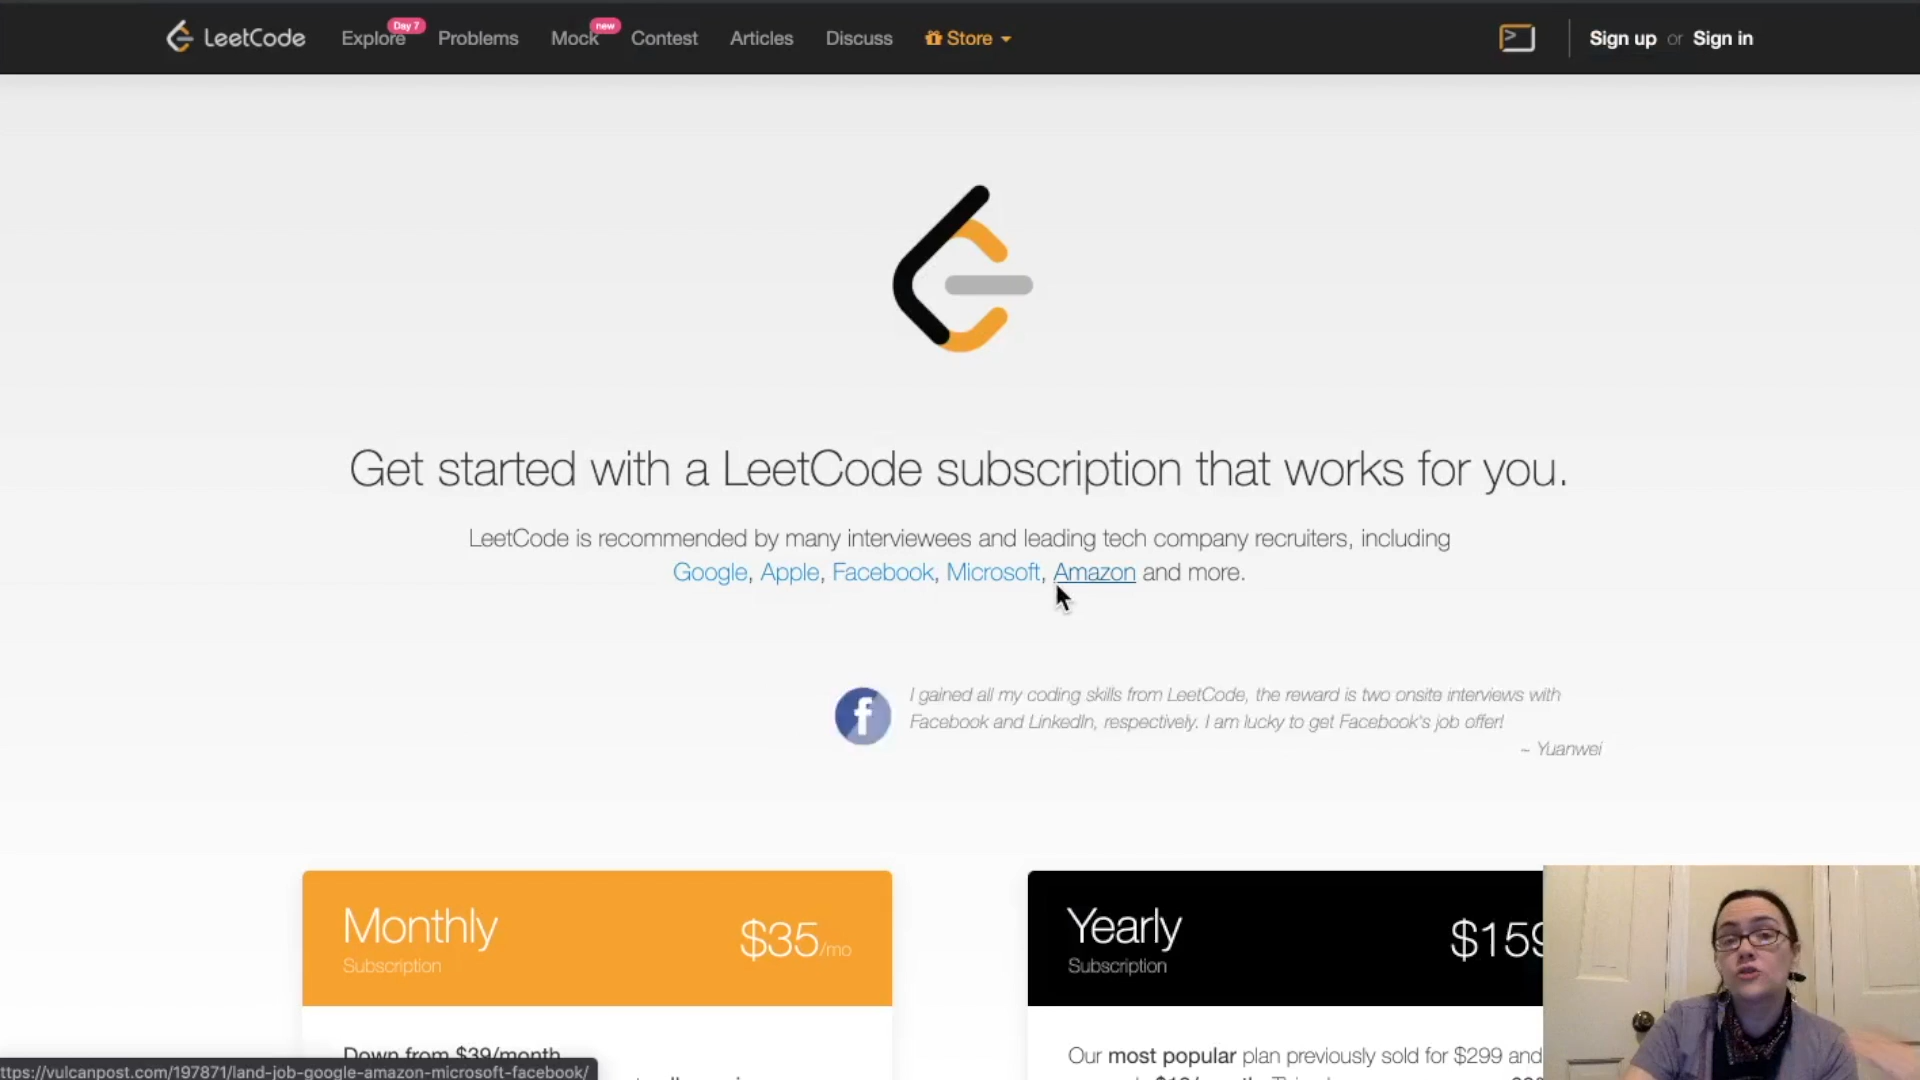 LeetCode
Explore
Day 7
Problems
Mock
new
Contest
Articles
Discuss
Store
Sign up or Sign in
Get started with a LeetCode subscription that works for you.
LeetCode is recommended by many interviewees and leading tech company recruiters, including
Google, Apple, Facebook, Microsoft, Amazon and more.
I gained all my coding skills from LeetCode, the reward is two onsite interviews with
Facebook and LinkedIn, respectively. I am lucky to get Facebook's job offer!
~ Yuanwei
Monthly
$35/mo
Subscription
Yearly
$159
Subscription
Down from $39/month
Our most popular plan previously sold for $299 and
ttps://vulcanpost.com/197871/land-job-google-amazon-microsoft-facebook/